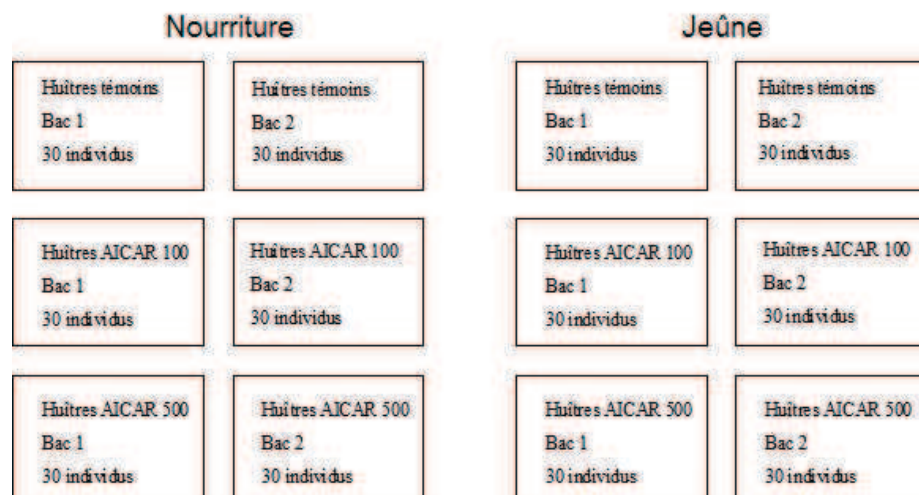 Nourriture
Jeûne
Huîtres témoins
Bac 1
30 individus
Huîtres témoins
Bac 2
30 individus
Huîtres témoins
Bac 1
30 individus
Huîtres témoins
Bac 2
30 individus
Huîtres AICAR 100
Bac 1
30 individus
Huîtres AICAR 100
Bac 2
30 individus
Huîtres AICAR 100
Bac 1
30 individus
Huîtres AICAR 100
Bac 2
30 individus
Huîtres AICAR 500
Bac 1
30 individus
Huîtres AICAR 500
Bac 2
30 individus
Huîtres AICAR 500
Bac 1
30 individus
Huîtres AICAR 500
Bac 2
30 individus